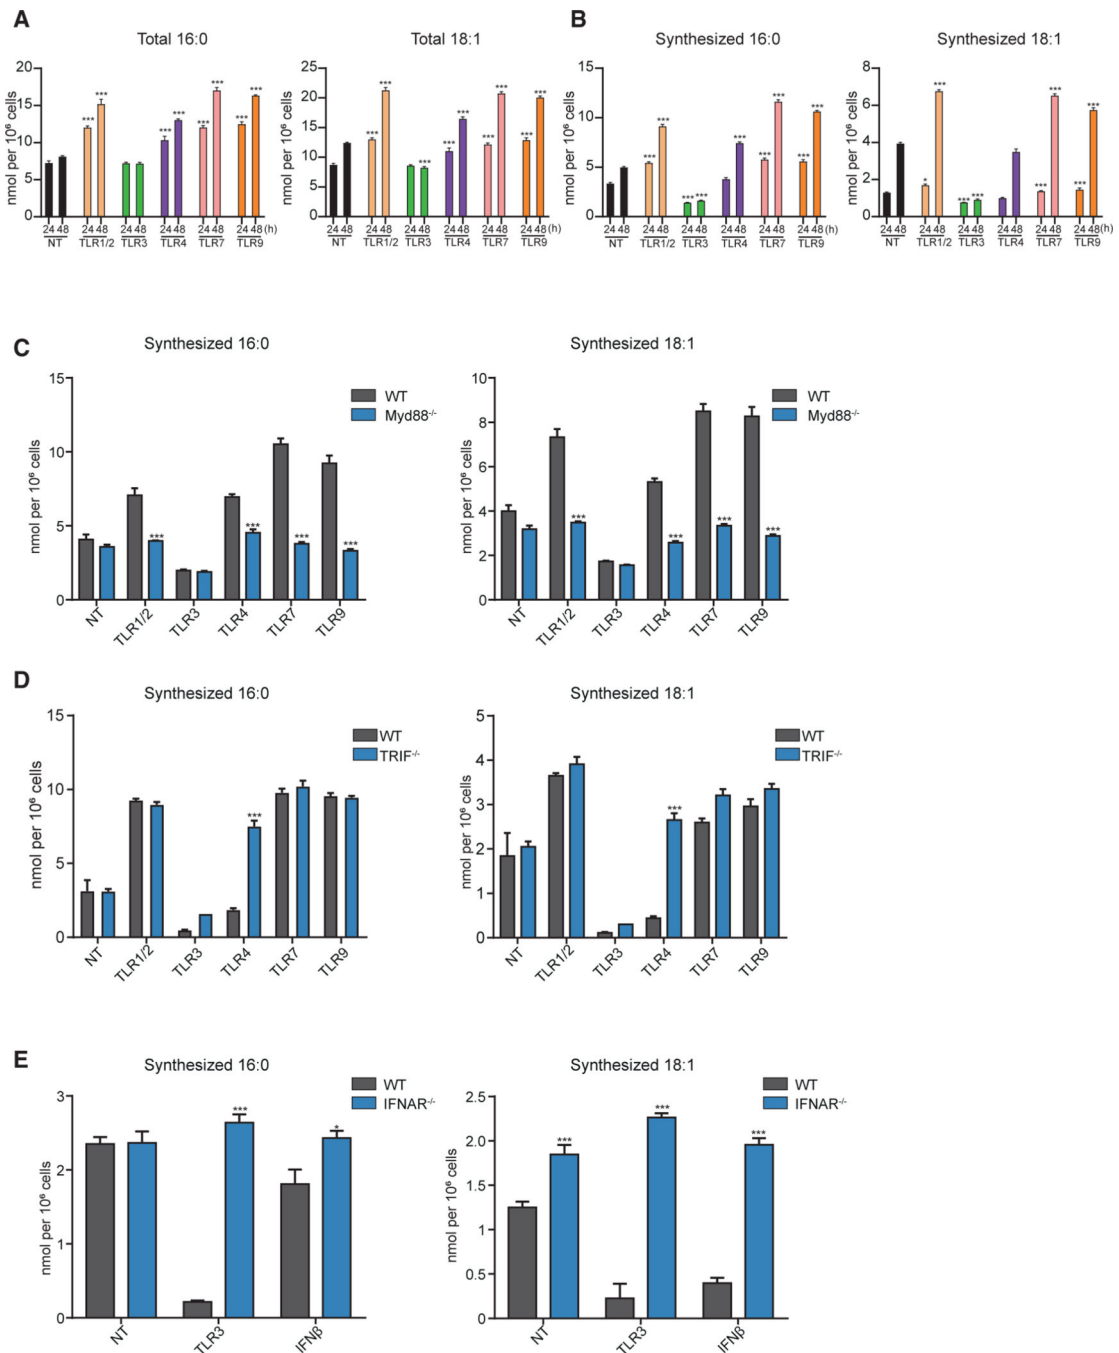 A
Total 16:0
nmol per 10⁶ cells
20
15
10
5
0
*** *** *** *** *** *** ***
24 48 24 48 24 48 24 48 24 48 24 48 (h)
NT TLR1/2 TLR3 TLR4 TLR7 TLR9
Total 18:1
25
20
15
10
5
0
*** *** *** *** *** *** *** *** ***
24 48 24 48 24 48 24 48 24 48 24 48
NT TLR1/2 TLR3 TLR4 TLR7 TLR9
B
Synthesized 16:0
nmol per 10⁶ cells
15
10
5
0
*** *** *** *** *** *** *** *** ***
24 48 24 48 24 48 24 48 24 48 24 48 (h)
NT TLR1/2 TLR3 TLR4 TLR7 TLR9
Synthesized 18:1
8
6
4
2
0
* *** *** *** *** *** *** ***
24 48 24 48 24 48 24 48 24 48 24 48 (h)
NT TLR1/2 TLR3 TLR4 TLR7 TLR9
C
Synthesized 16:0
nmol per 10⁶ cells
15
10
5
0
WT
Myd88-/-
*** *** *** ***
NT TLR1/2 TLR3 TLR4 TLR7 TLR9
Synthesized 18:1
nmol per 10⁶ cells
10
8
6
4
2
0
WT
Myd88-/-
*** *** *** ***
NT TLR1/2 TLR3 TLR4 TLR7 TLR9
D
Synthesized 16:0
nmol per 10⁶ cells
15
10
5
0
WT
TRIF-/-
***
NT TLR1/2 TLR3 TLR4 TLR7 TLR9
Synthesized 18:1
nmol per 10⁶ cells
5
4
3
2
1
0
WT
TRIF-/-
***
NT TLR1/2 TLR3 TLR4 TLR7 TLR9
E
Synthesized 16:0
nmol per 10⁶ cells
3
2
1
0
WT
IFNAR-/-
*** *
NT TLR3 IFNβ
Synthesized 18:1
nmol per 10⁶ cells
2.5
2.0
1.5
1.0
0.5
0
WT
IFNAR-/-
*** *** ***
NT TLR3 IFNβ